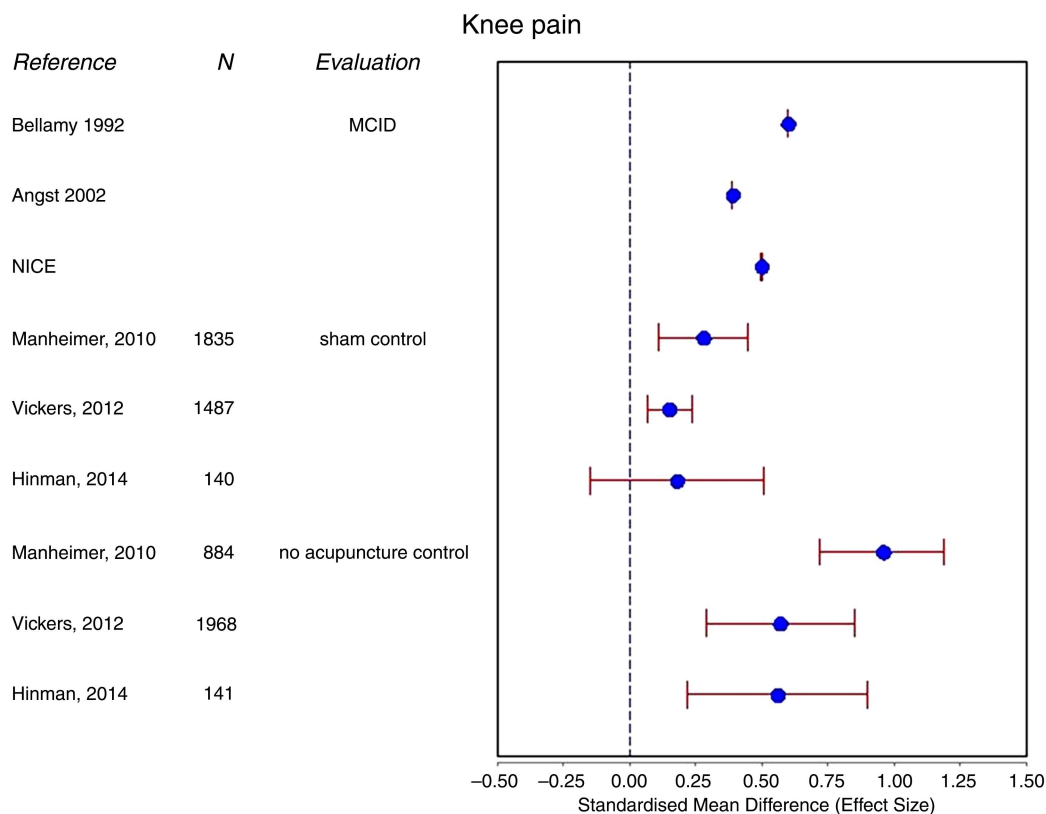 Knee pain
Reference N Evaluation
Bellamy 1992 MCID
Angst 2002
NICE
Manheimer, 2010 1835 sham control
Vickers, 2012 1487
Hinman, 2014 140
Manheimer, 2010 884 no acupuncture control
Vickers, 2012 1968
Hinman, 2014 141
–0.50 –0.25 0.00 0.25 0.50 0.75 1.00 1.25 1.50
Standardised Mean Difference (Effect Size)